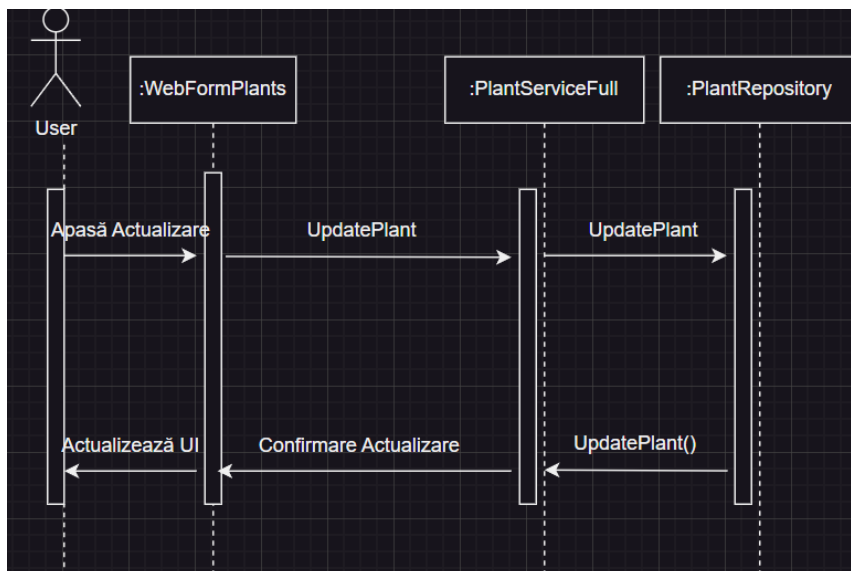 :WebFormPlants
:PlantServiceFull
:PlantRepository
User
Apasă Actualizare
UpdatePlant
UpdatePlant
Actualizează UI
Confirmare Actualizare
UpdatePlant()